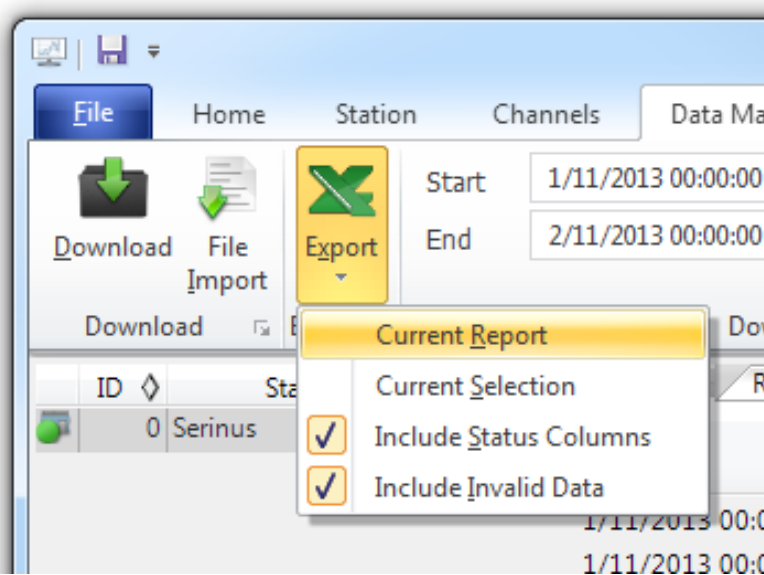 File Home Station Channels Data Ma
Start 1/11/2013 00:00:00
Download File Import Export End 2/11/2013 00:00:00
Download
Current Report
ID Sta
Current Selection
0 Serinus
Include Status Columns
Include Invalid Data
1/11/2013 00:0
1/11/2013 00:0